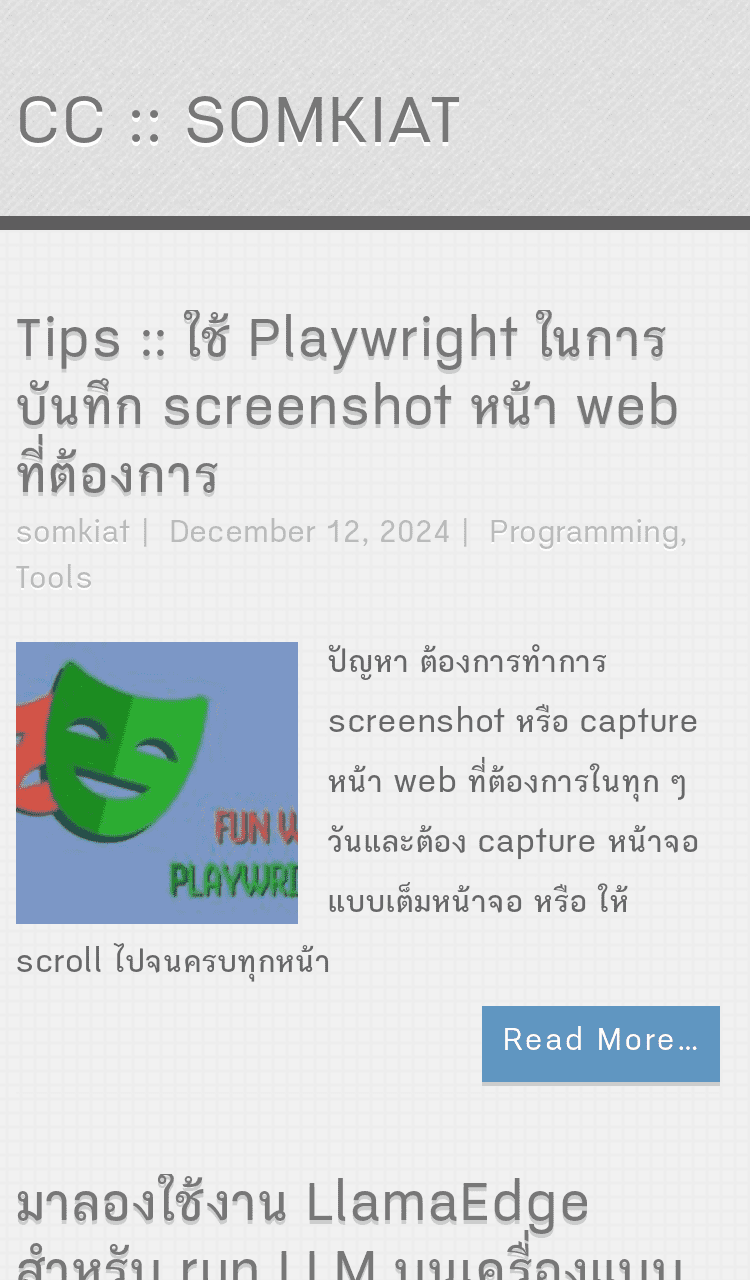 CC :: SOMKIAT
Tips :: ใช้ Playwright ในการ
บันทึก screenshot หน้า web
ที่ต้องการ
somkiat | December 12, 2024 | Programming,
Tools
FUN W
PLAYWRI
ปัญหา ต้องการทำการ
screenshot หรือ capture
หน้า web ที่ต้องการในทุก ๆ
วันและต้อง capture หน้าจอ
แบบเต็มหน้าจอ หรือ ให้
scroll ไปจนครบทุกหน้า
Read More…
มาลองใช้งาน LlamaEdge
สำหรับ run LLM บนเครื่องแบบ